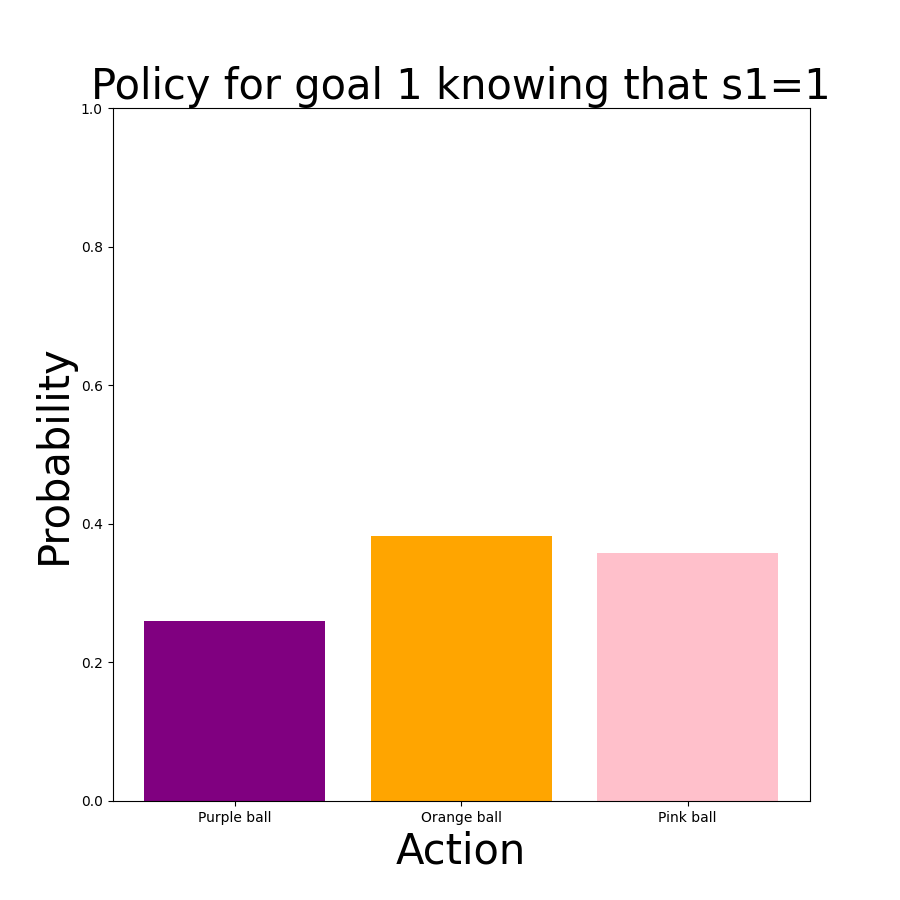 Policy for goal 1 knowing that s1=1
1.0
0.8
0.6
0.4
0.2
0.0
Probability
Purple ball
Orange ball
Pink ball
Action